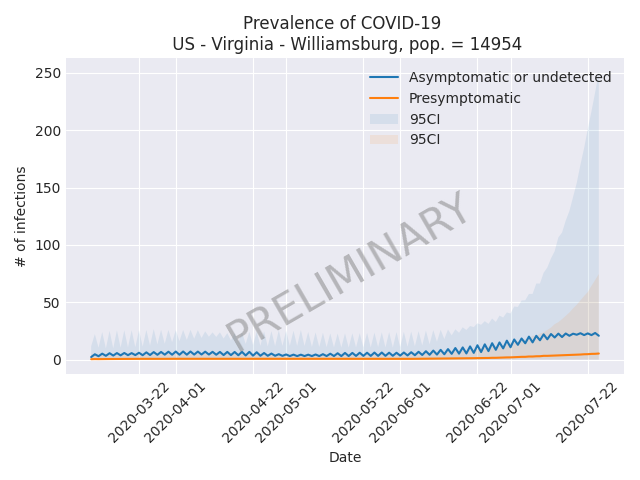 Prevalence of COVID-19
US - Virginia - Williamsburg, pop. = 14954
Asymptomatic or undetected
Presymptomatic
95CI
95CI
PRELIMINARY
# of infections
250
200
150
100
50
0
2020-03-22
2020-04-01
2020-04-22
2020-05-01
2020-05-22
2020-06-01
2020-06-22
2020-07-01
2020-07-22
Date